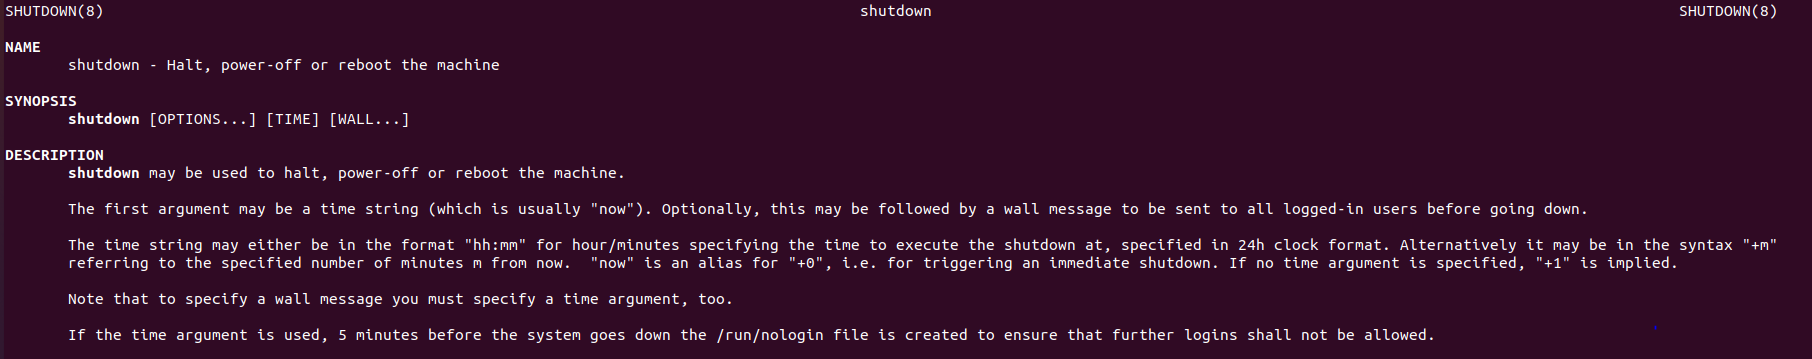 SHUTDOWN(8) shutdown SHUTDOWN(8)
NAME
shutdown - Halt, power-off or reboot the machine
SYNOPSIS
shutdown [OPTIONS...] [TIME] [WALL...]
DESCRIPTION
shutdown may be used to halt, power-off or reboot the machine.
The first argument may be a time string (which is usually "now"). Optionally, this may be followed by a wall message to be sent to all logged-in users before going down.
The time string may either be in the format "hh:mm" for hour/minutes specifying the time to execute the shutdown at, specified in 24h clock format. Alternatively it may be in the syntax "+m"
referring to the specified number of minutes m from now.  "now" is an alias for "+0", i.e. for triggering an immediate shutdown. If no time argument is specified, "+1" is implied.
Note that to specify a wall message you must specify a time argument, too.
If the time argument is used, 5 minutes before the system goes down the /run/nologin file is created to ensure that further logins shall not be allowed.